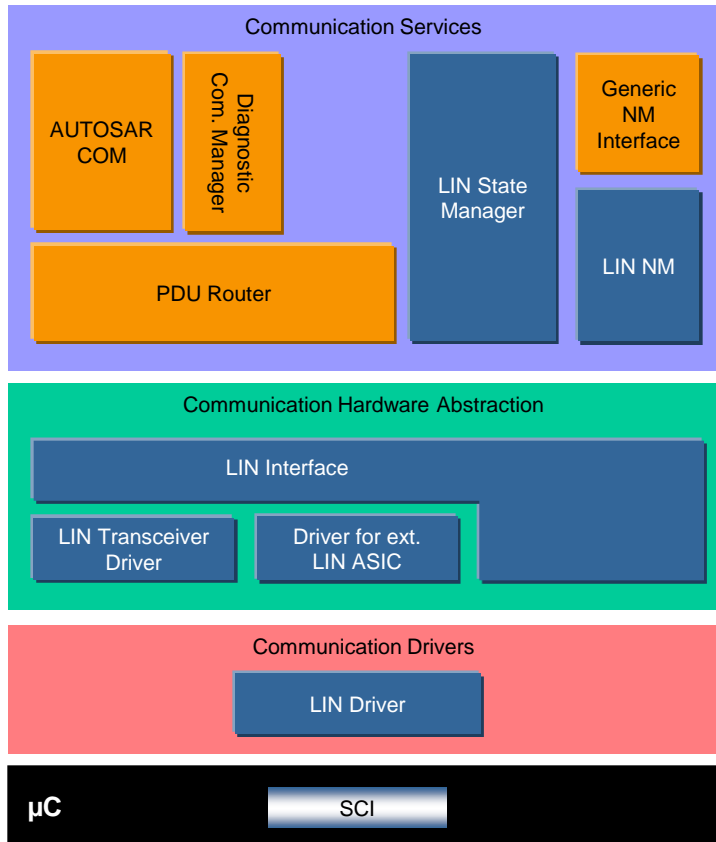 Communication Services
AUTOSAR
COM
Diagnostic
Com. Manager
LIN State
Manager
Generic
NM
Interface
LIN NM
PDU Router
Communication Hardware Abstraction
LIN Interface
LIN Transceiver
Driver
Driver for ext.
LIN ASIC
Communication Drivers
LIN Driver
µC
SCI